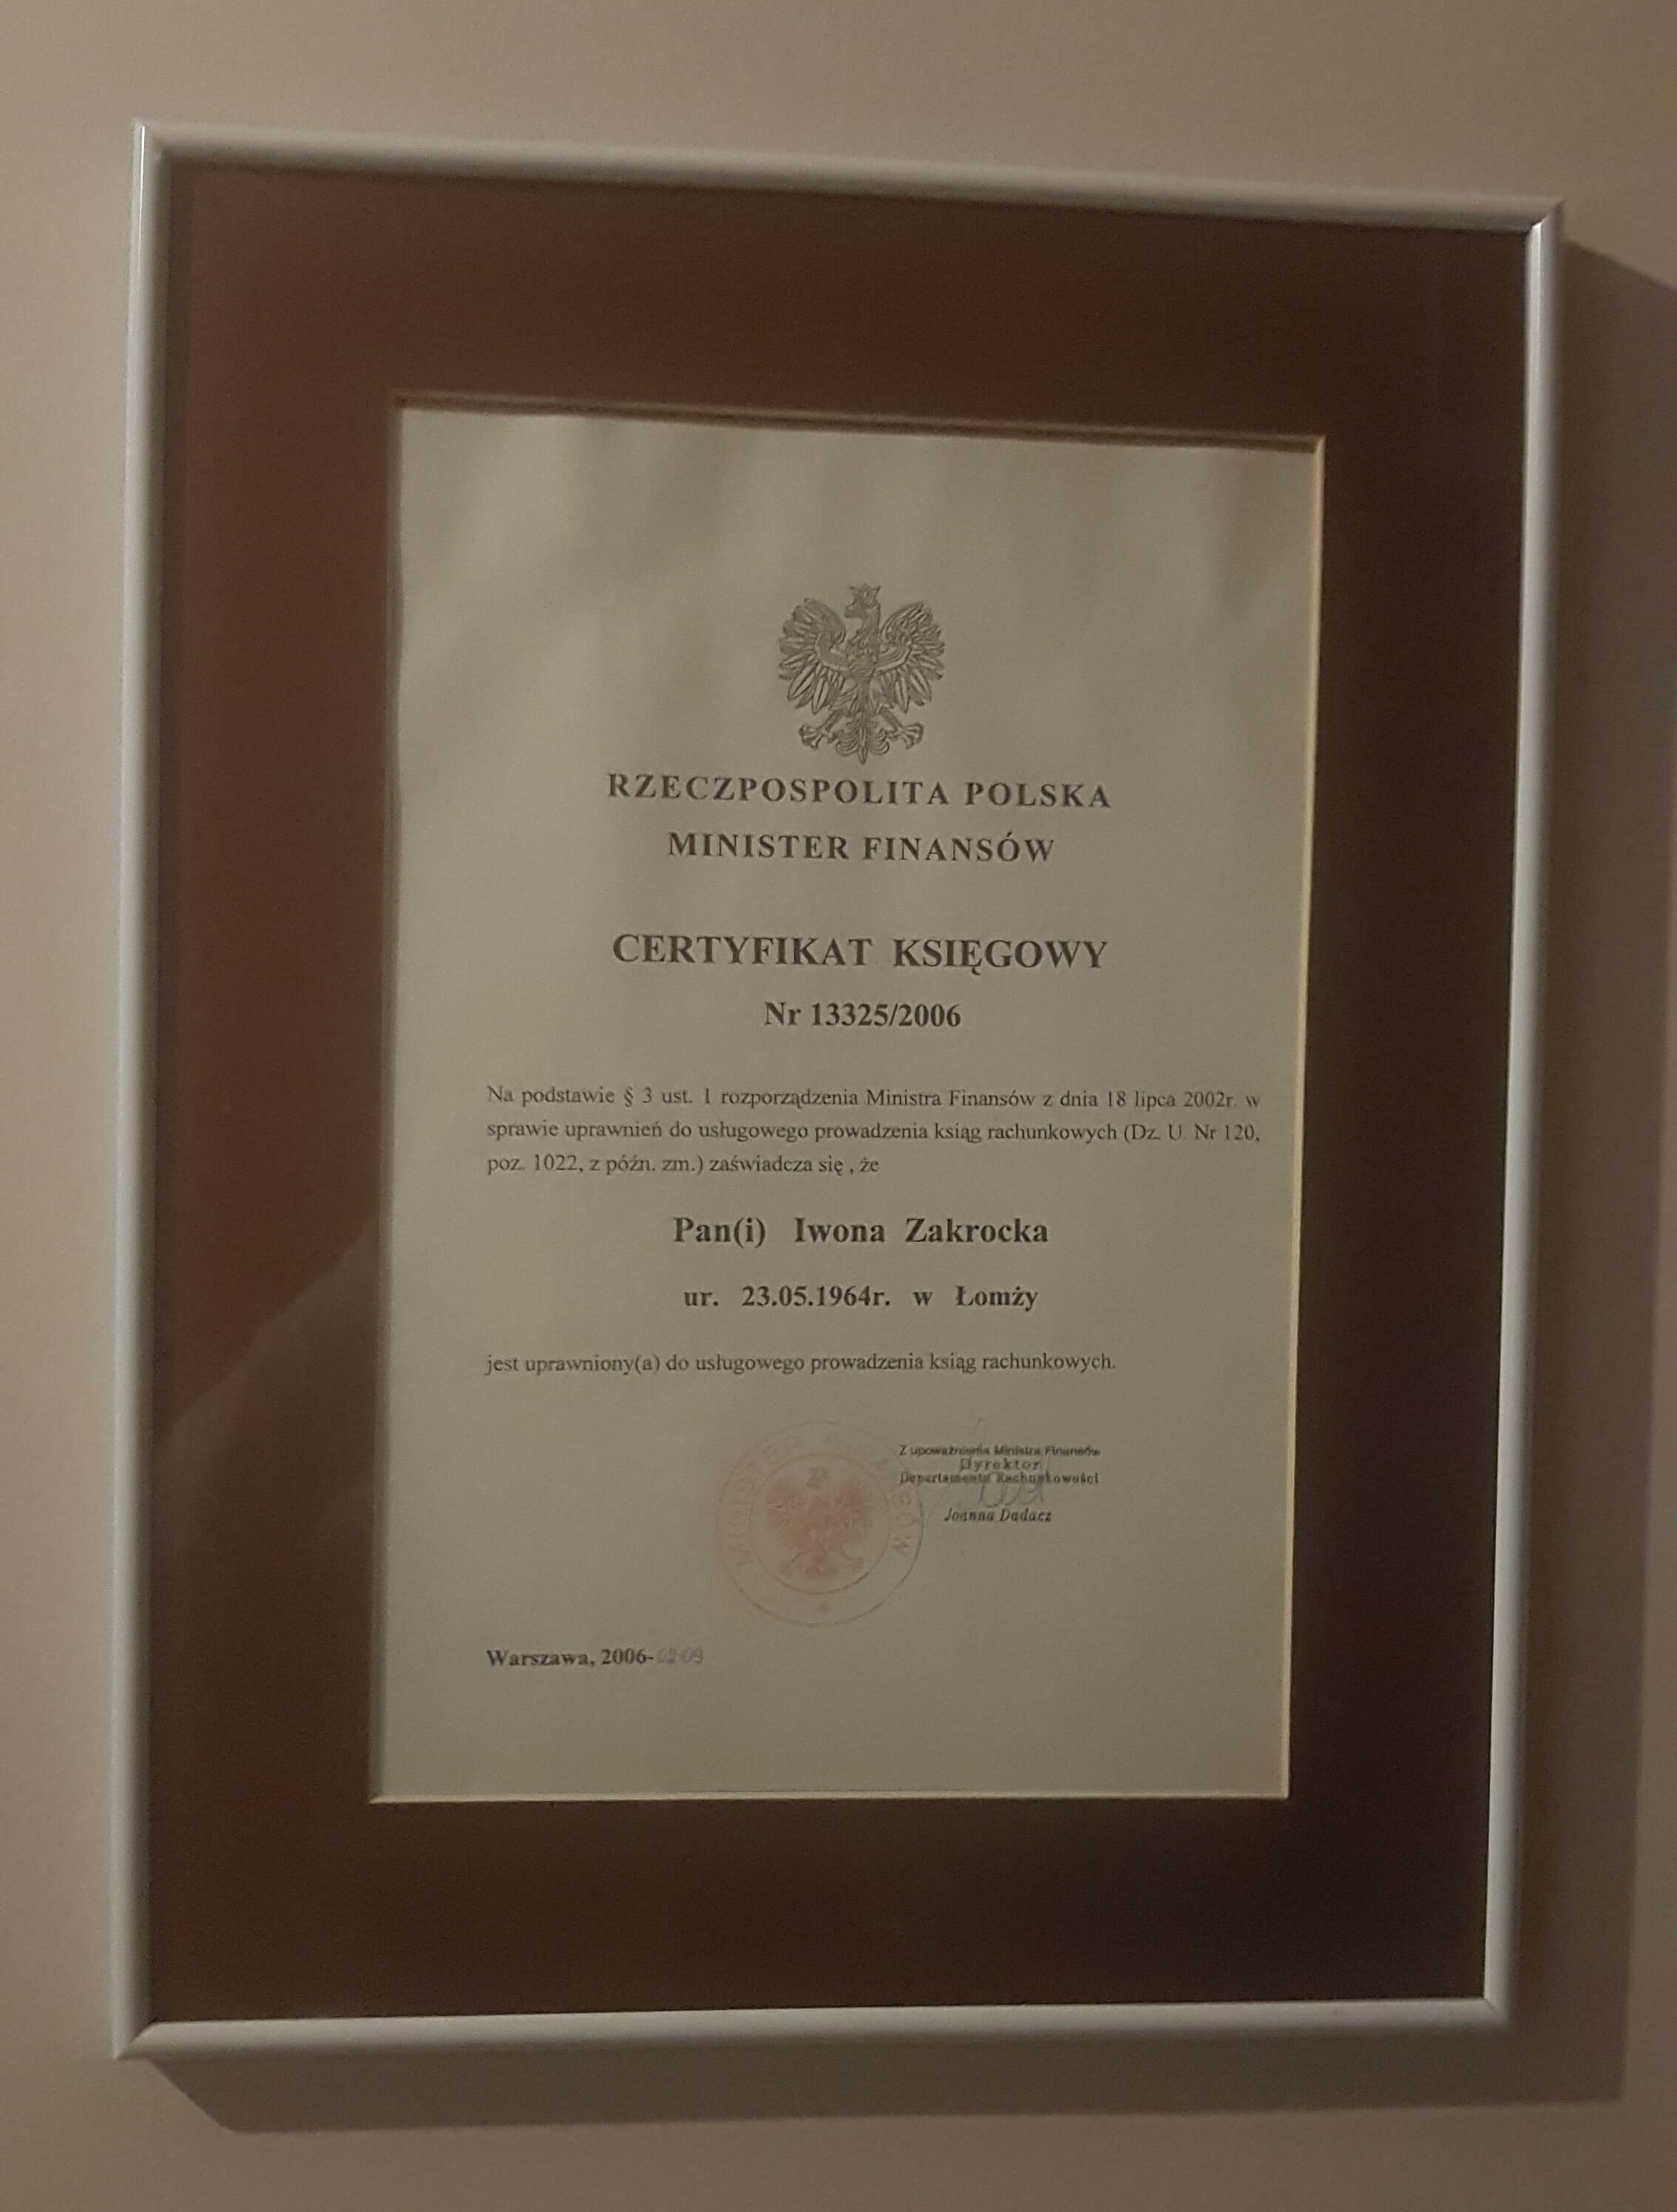 RZECZPOSPOLITA POLSKA
MINISTER FINANSÓW
CERTYFIKAT KSIĘGOWY
Nr 13325/2006
Na podstawie § 3 ust. 1 rozporządzenia Ministra Finansów z dnia 18 lipca 2002r. w
sprawie uprawnień do usługowego prowadzenia ksiąg rachunkowych (Dz. U. Nr 120,
poz. 1022, z późn. zm.) zaświadcza się , że
Pan(i) Iwona Zakrocka
ur. 23.05.1964r. w Łomży
jest uprawniony(a) do usługowego prowadzenia ksiąg rachunkowych.
Z upoważnienia Ministra Finansów
Dyrektor
Departamentu Rachunkowości
Joanna Dadacz
MINISTER FINANSÓW
Warszawa, 2006-